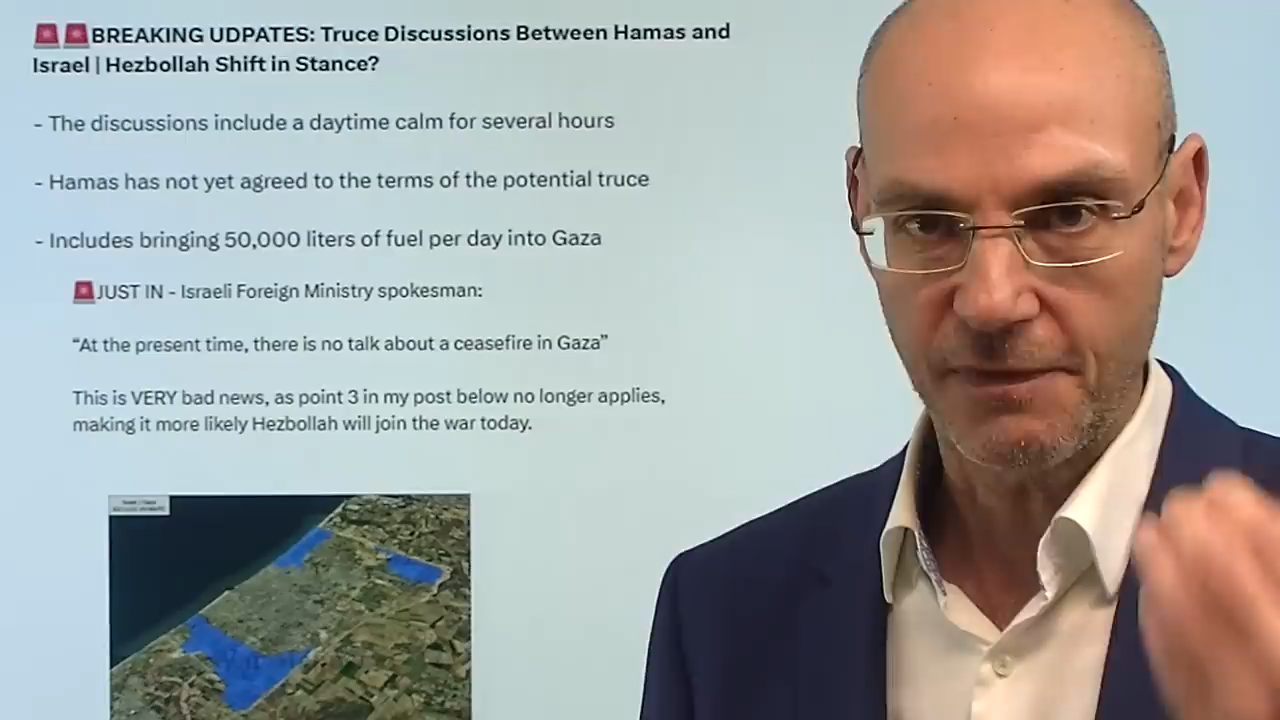 🚨🚨BREAKING UDPATES: Truce Discussions Between Hamas and
Israel | Hezbollah Shift in Stance?
- The discussions include a daytime calm for several hours
- Hamas has not yet agreed to the terms of the potential truce
- Includes bringing 50,000 liters of fuel per day into Gaza
🚨JUST IN - Israeli Foreign Ministry spokesman:
“At the present time, there is no talk about a ceasefire in Gaza”
This is VERY bad news, as point 3 in my post below no longer applies,
making it more likely Hezbollah will join the war today.